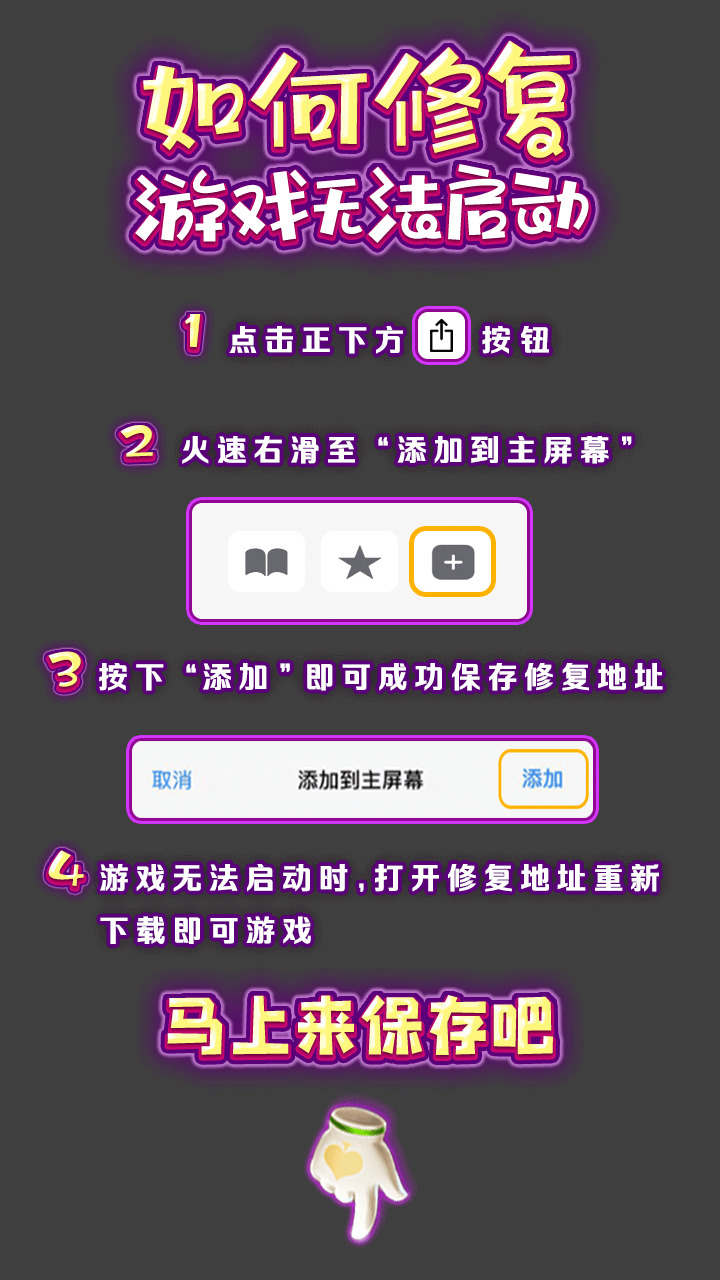 如何修复
游戏无法启动
1 点击正下方 按钮
2 火速右滑至“添加到主屏幕”
3 按下“添加”即可成功保存修复地址
取消 添加到主屏幕 添加
4 游戏无法启动时,打开修复地址重新
下载即可游戏
马上来保存吧